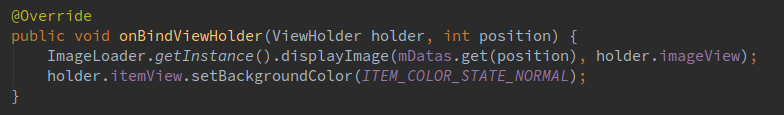 @Override
public void onBindViewHolder(ViewHolder holder, int position) {
    ImageLoader.getInstance().displayImage(mDatas.get(position), holder.imageView);
    holder.itemView.setBackgroundColor(ITEM_COLOR_STATE_NORMAL);
}